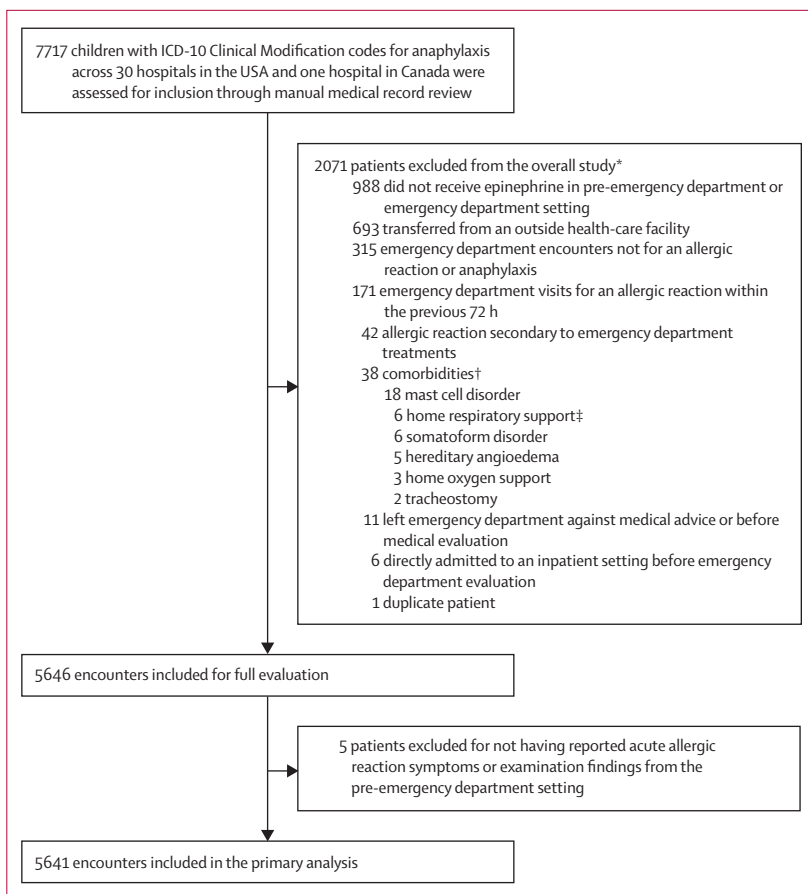 7717 children with ICD-10 Clinical Modification codes for anaphylaxis
across 30 hospitals in the USA and one hospital in Canada were
assessed for inclusion through manual medical record review
2071 patients excluded from the overall study*
988 did not receive epinephrine in pre-emergency department or
emergency department setting
693 transferred from an outside health-care facility
315 emergency department encounters not for an allergic
reaction or anaphylaxis
171 emergency department visits for an allergic reaction within
the previous 72 h
42 allergic reaction secondary to emergency department
treatments
38 comorbidities†
18 mast cell disorder
6 home respiratory support‡
6 somatoform disorder
5 hereditary angioedema
3 home oxygen support
2 tracheostomy
11 left emergency department against medical advice or before
medical evaluation
6 directly admitted to an inpatient setting before emergency
department evaluation
1 duplicate patient
5646 encounters included for full evaluation
5 patients excluded for not having reported acute allergic
reaction symptoms or examination findings from the
pre-emergency department setting
5641 encounters included in the primary analysis